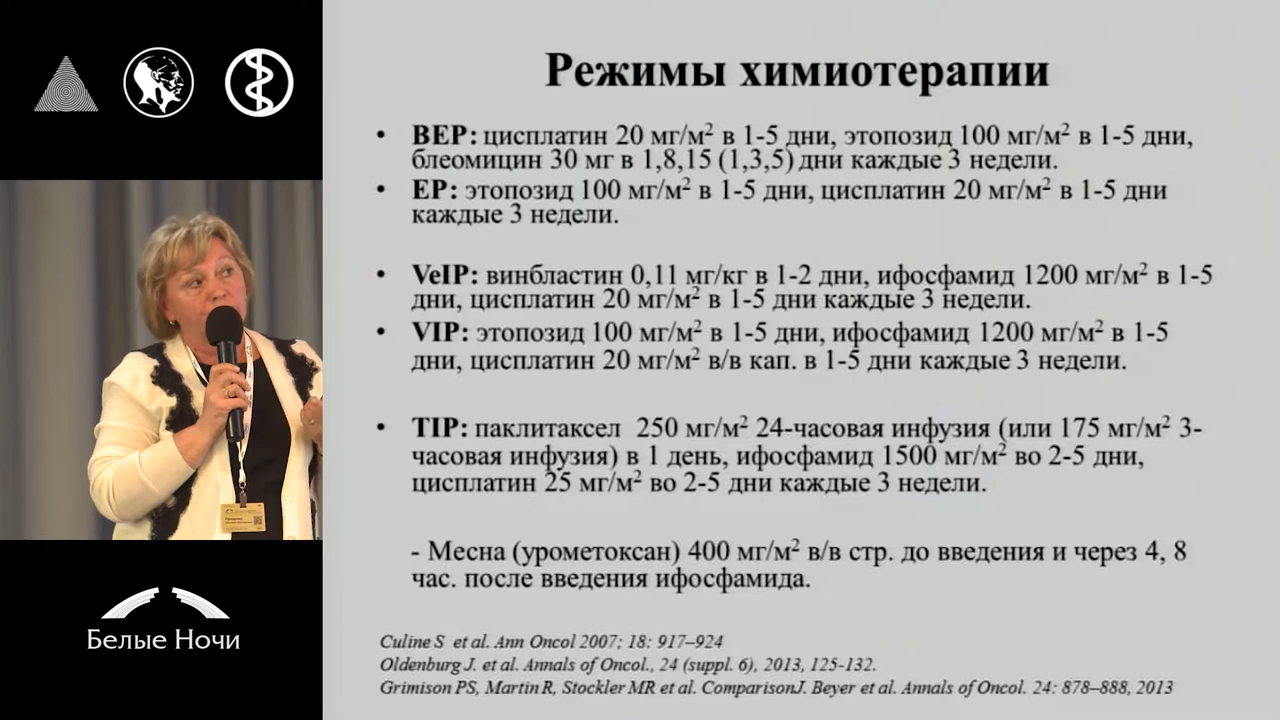 Режимы химиотерапии
• BEP: цисплатин 20 мг/м² в 1-5 дни, этопозид 100 мг/м² в 1-5 дни,
блеомицин 30 мг в 1,8,15 (1,3,5) дни каждые 3 недели.
• EP: этопозид 100 мг/м² в 1-5 дни, цисплатин 20 мг/м² в 1-5 дни
каждые 3 недели.
• VeIP: винбластин 0,11 мг/кг в 1-2 дни, ифосфамид 1200 мг/м² в 1-5
дни, цисплатин 20 мг/м² в 1-5 дни каждые 3 недели.
• VIP: этопозид 100 мг/м² в 1-5 дни, ифосфамид 1200 мг/м² в 1-5
дни, цисплатин 20 мг/м² в/в кап. в 1-5 дни каждые 3 недели.
• TIP: паклитаксел 250 мг/м² 24-часовая инфузия (или 175 мг/м² 3-
часовая инфузия) в 1 день, ифосфамид 1500 мг/м² во 2-5 дни,
цисплатин 25 мг/м² во 2-5 дни каждые 3 недели.
- Месна (урометоксан) 400 мг/м² в/в стр. до введения и через 4, 8
час. после введения ифосфамида.
Culine S et al. Ann Oncol 2007; 18: 917–924
Oldenburg J. et al. Annals of Oncol., 24 (suppl. 6), 2013, 125-132.
Grimison PS, Martin R, Stockler MR et al. ComparisonJ. Beyer et al. Annals of Oncol. 24: 878–888, 2013
Белые Ночи